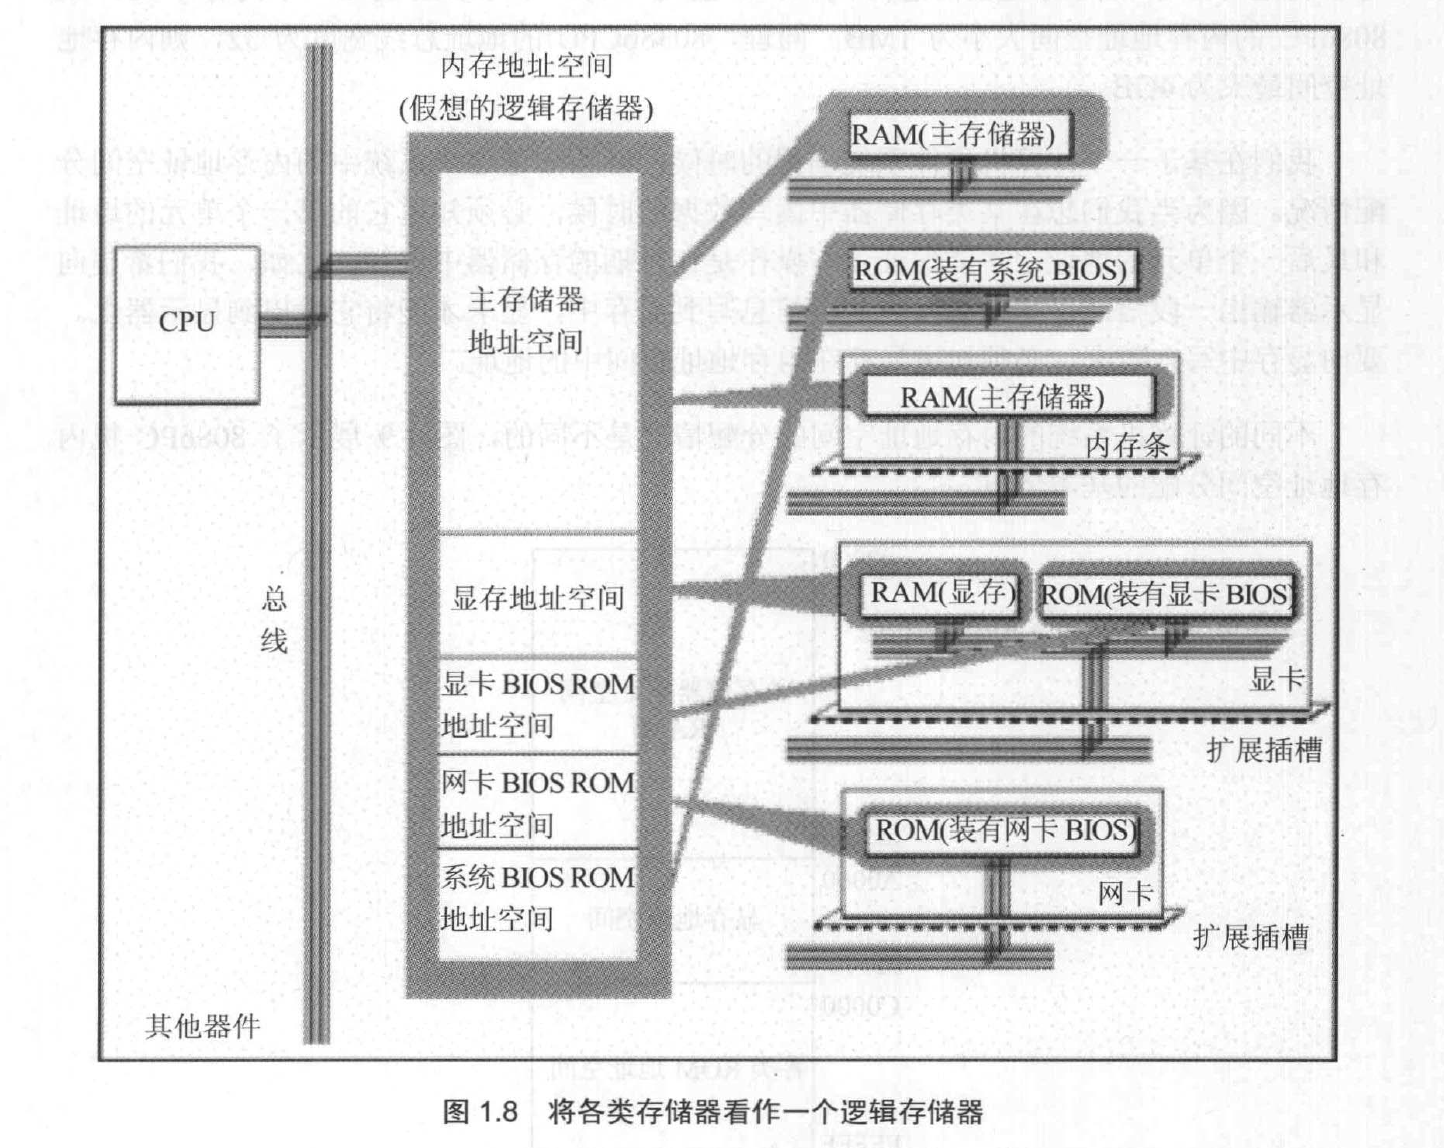 内存地址空间
(假想的逻辑存储器)
CPU
总
线
其他器件
主存储器
地址空间
显存地址空间
显卡 BIOS ROM
地址空间
网卡 BIOS ROM
地址空间
系统 BIOS ROM
地址空间
RAM(主存储器)
ROM(装有系统 BIOS)
RAM(主存储器)
内存条
RAM(显存)
ROM(装有显卡 BIOS)
显卡
扩展插槽
ROM(装有网卡 BIOS)
网卡
扩展插槽
图 1.8 将各类存储器看作一个逻辑存储器